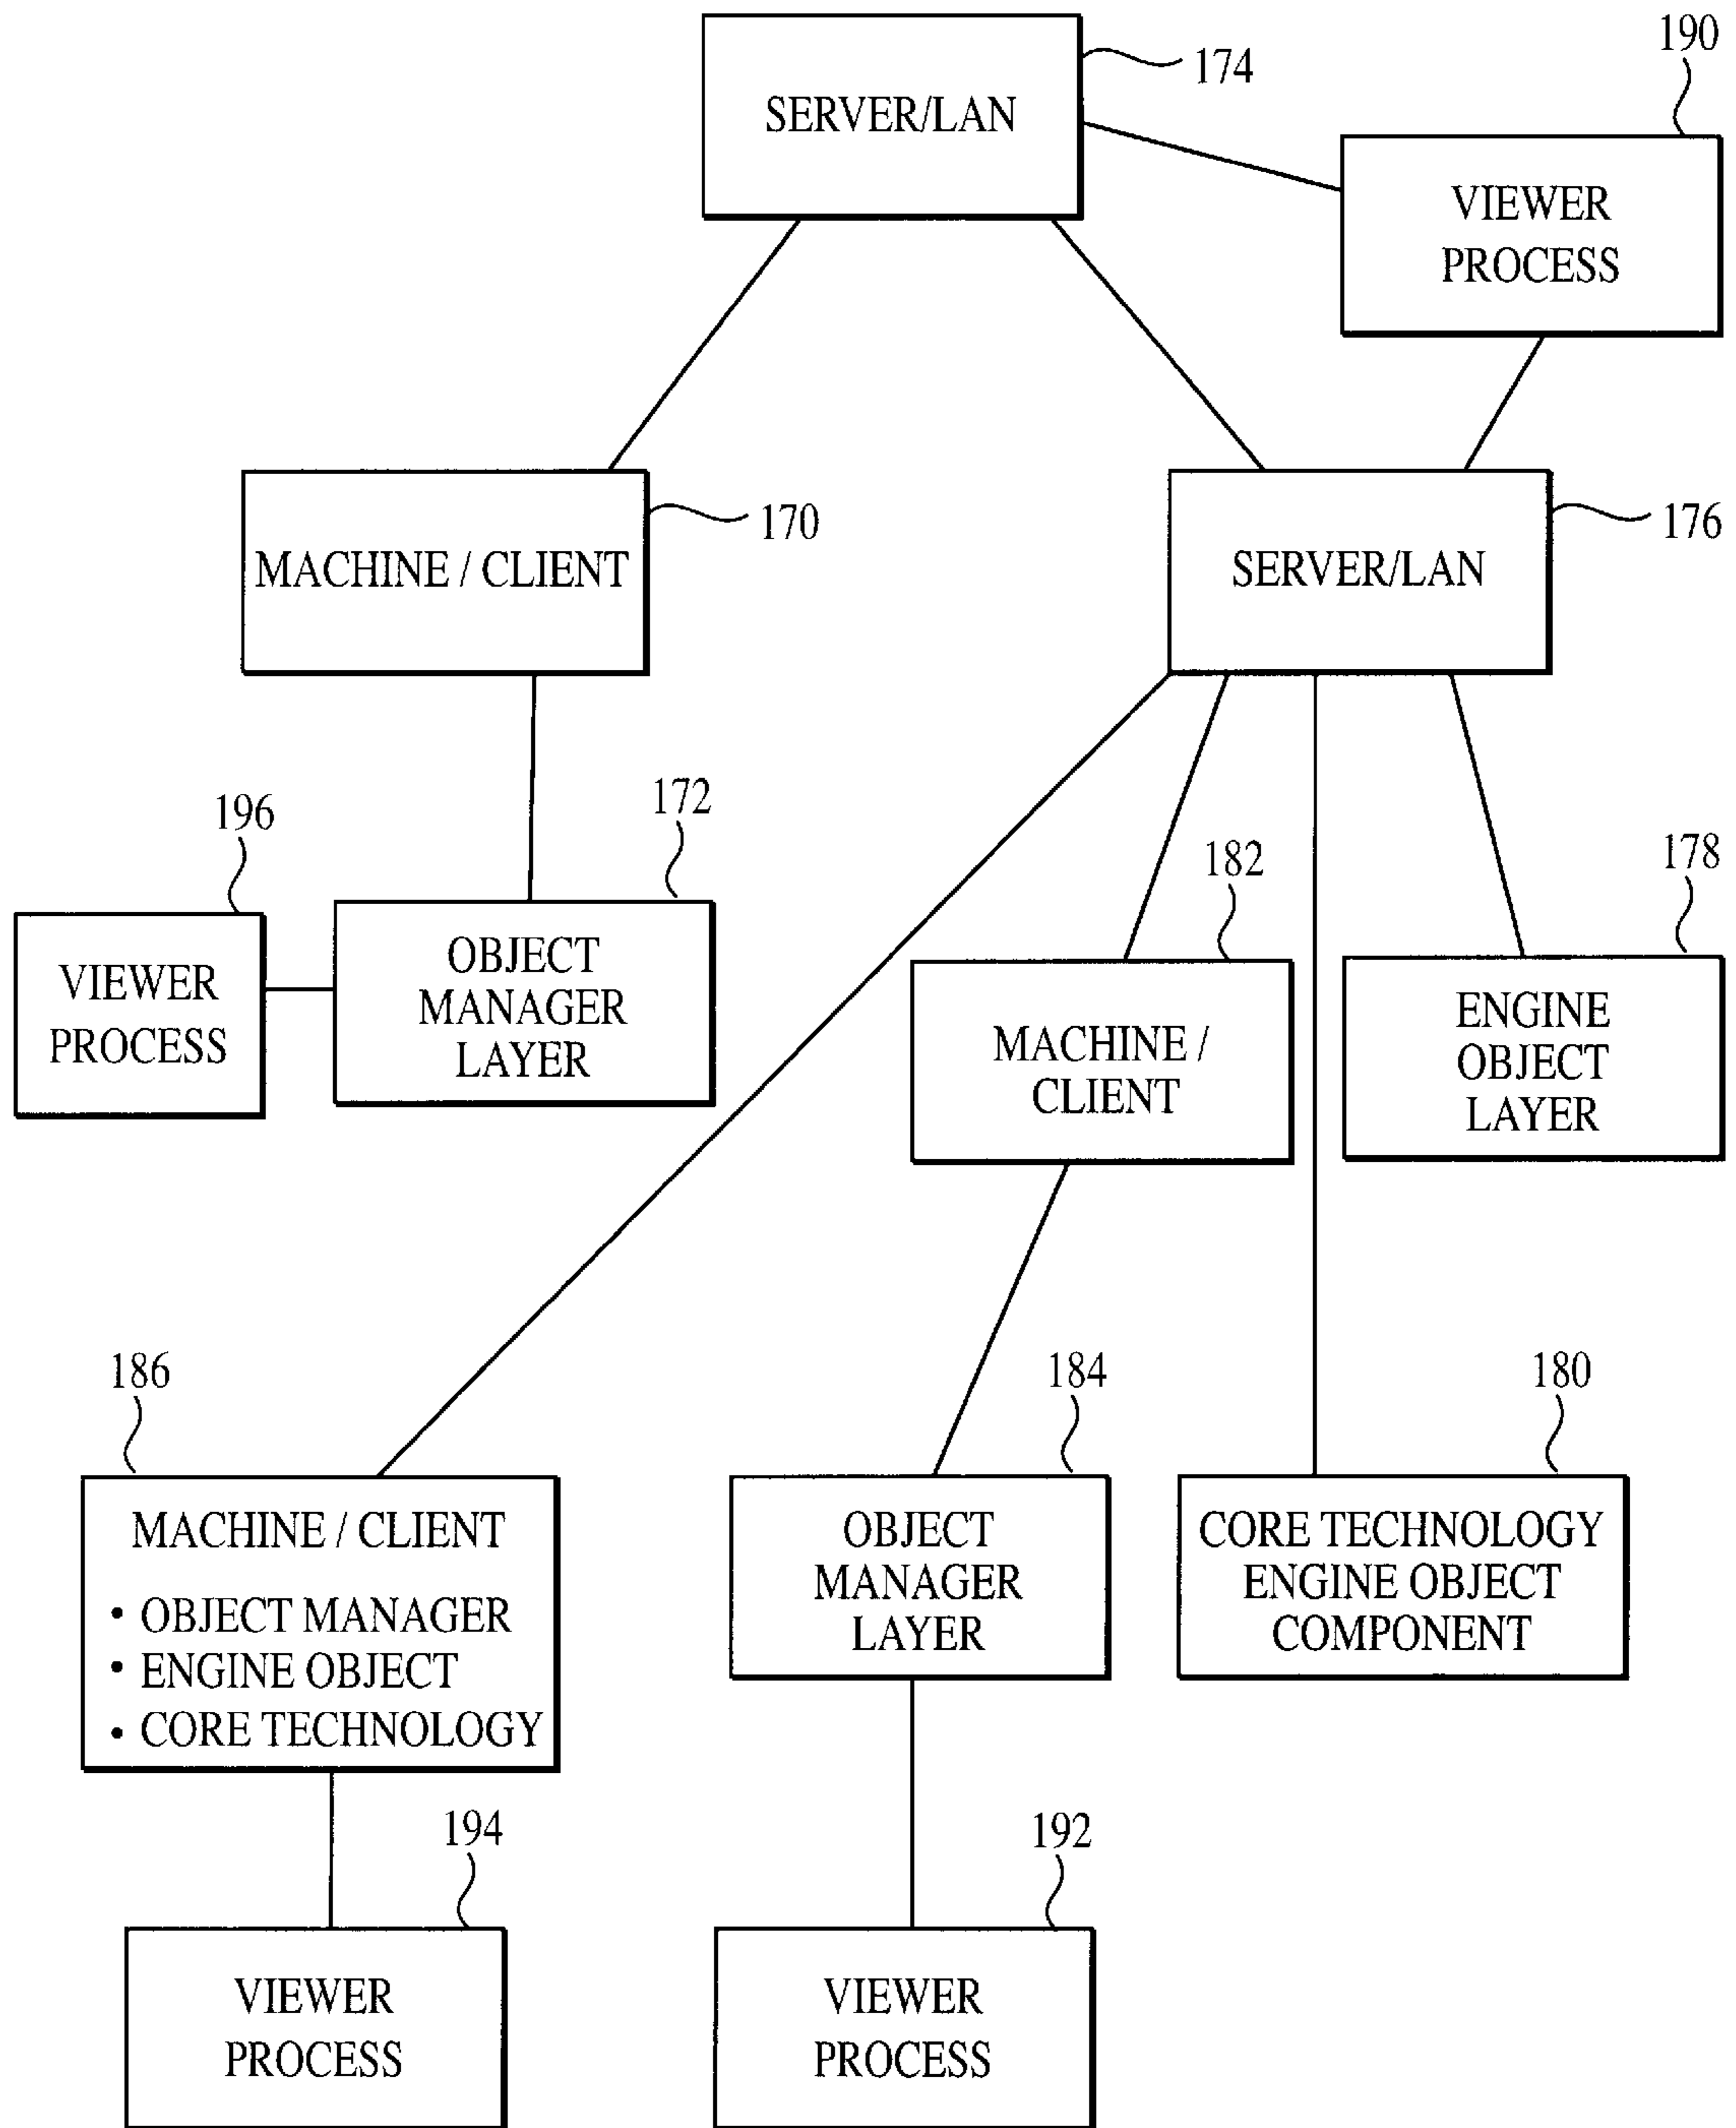 190
174
SERVER/LAN
VIEWER
PROCESS
170
176
MACHINE / CLIENT
SERVER/LAN
172
196
182
178
OBJECT
MANAGER
LAYER
VIEWER
PROCESS
MACHINE /
CLIENT
ENGINE
OBJECT
LAYER
186
184
180
MACHINE / CLIENT
• OBJECT MANAGER
• ENGINE OBJECT
• CORE TECHNOLOGY
OBJECT
MANAGER
LAYER
CORE TECHNOLOGY
ENGINE OBJECT
COMPONENT
194
192
VIEWER
PROCESS
VIEWER
PROCESS